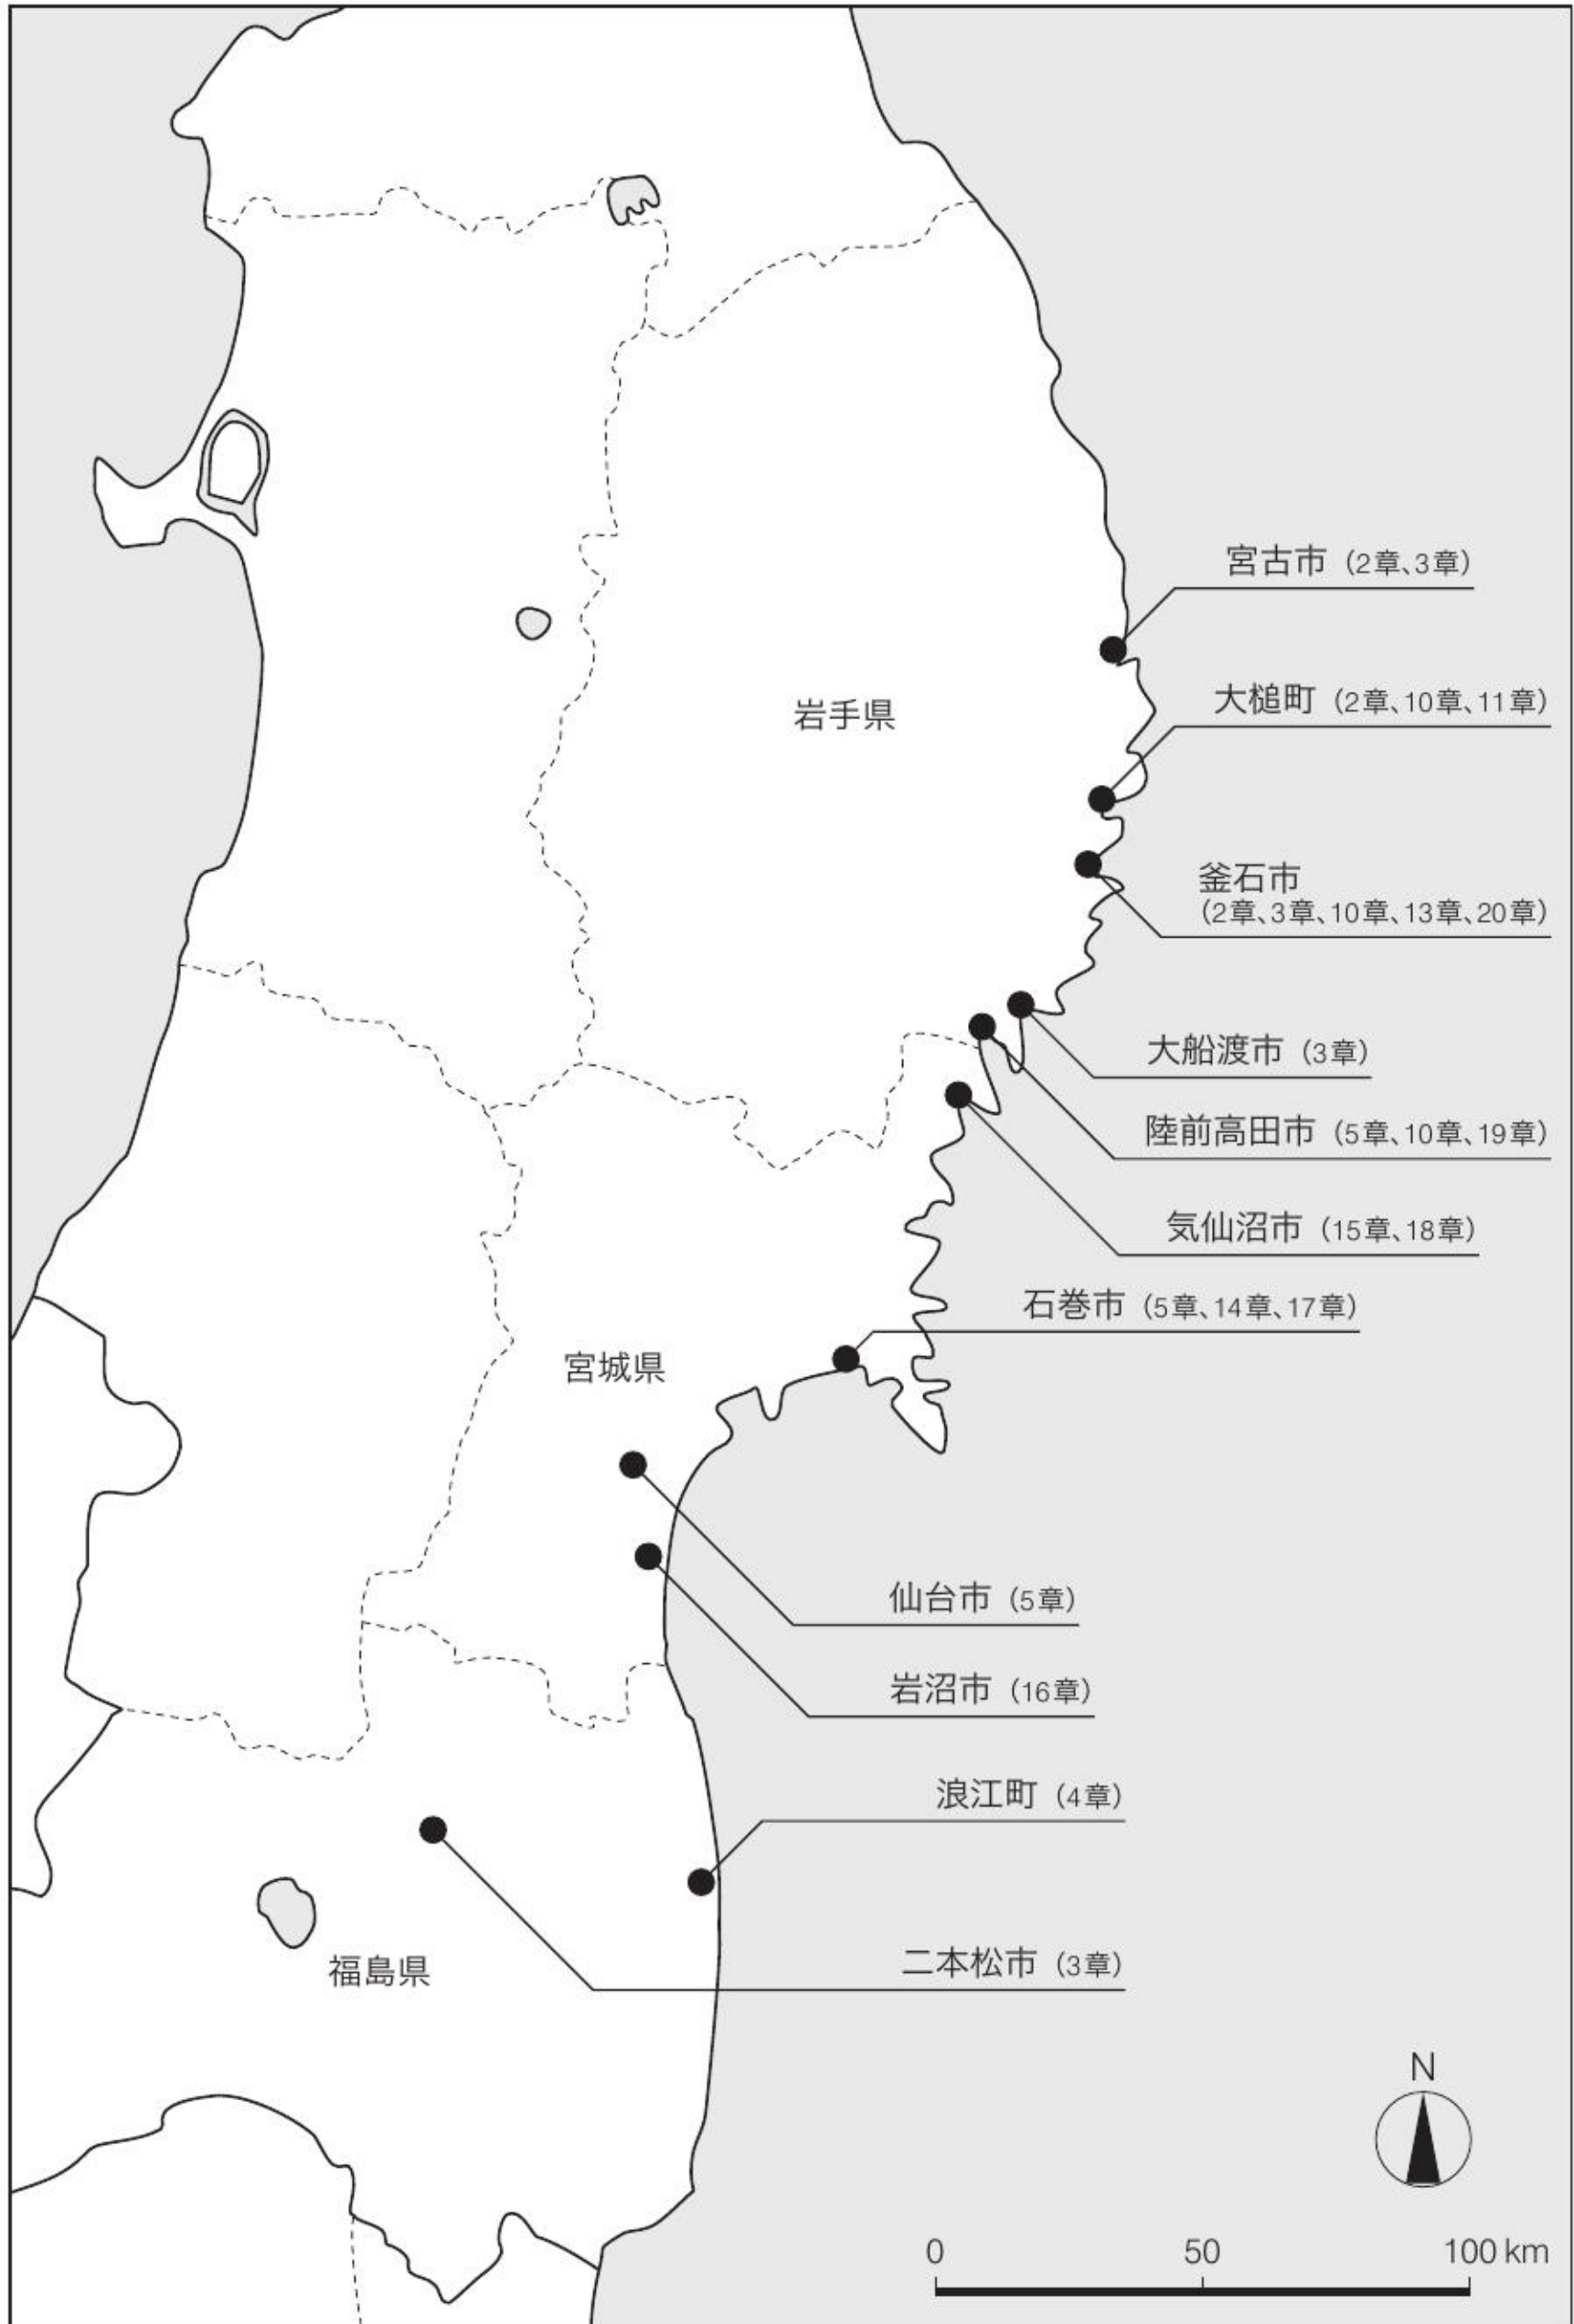 宮古市（2章、3章）
岩手県
大槌町（2章、10章、11章）
釜石市
（2章、3章、10章、13章、20章）
大船渡市（3章）
陸前高田市（5章、10章、19章）
気仙沼市（15章、18章）
石巻市（5章、14章、17章）
宮城県
仙台市（5章）
岩沼市（16章）
浪江町（4章）
二本松市（3章）
福島県
N
0 50 100 km